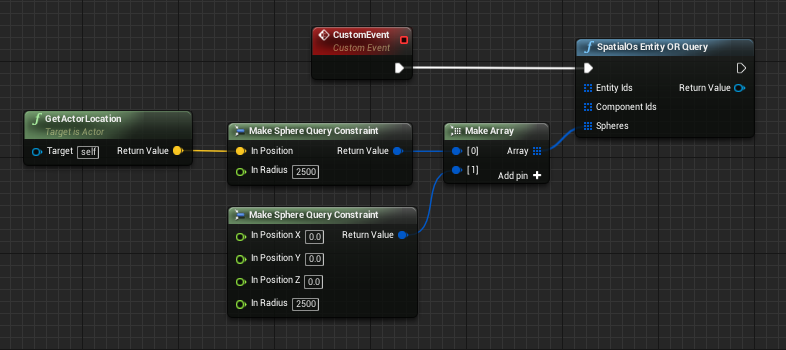 CustomEvent
Custom Event
SpatialOs Entity OR Query
Entity Ids
Return Value
Component Ids
Spheres
GetActorLocation
Target is Actor
Target self
Return Value
Make Sphere Query Constraint
In Position
Return Value
In Radius 2500
Make Array
[0]
Array
[1]
Add pin +
Make Sphere Query Constraint
In Position X 0.0
Return Value
In Position Y 0.0
In Position Z 0.0
In Radius 2500